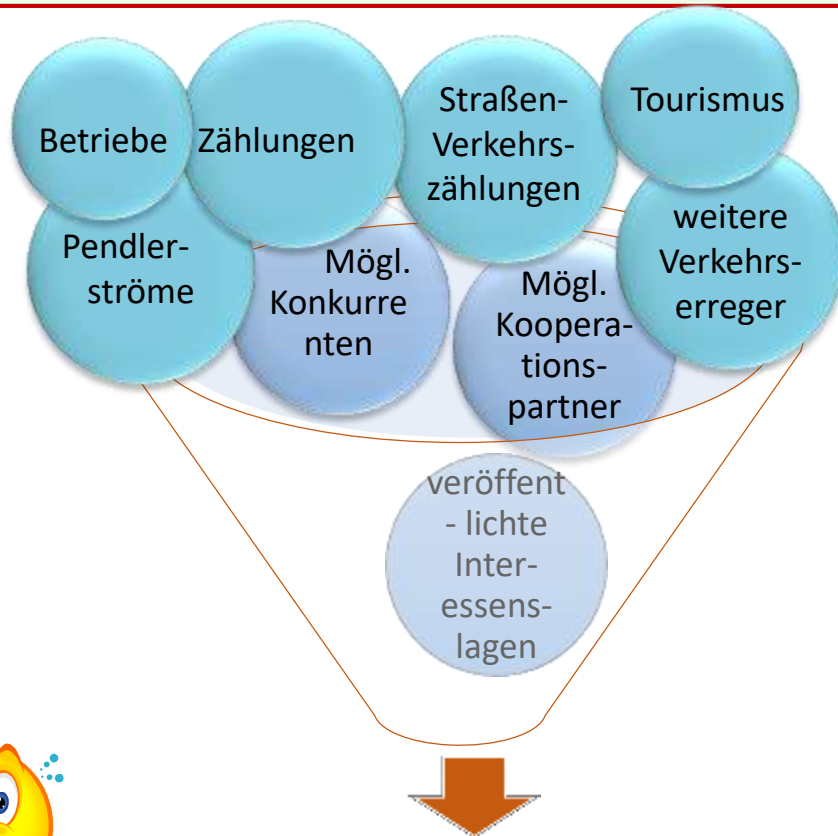 Betriebe
Zählungen
Straßen-
Verkehrs-
zählungen
Tourismus
Pendler-
ströme
Mögl.
Konkurre
nten
Mögl.
Koopera-
tions-
partner
weitere
Verkehrs-
erreger
veröffent
- lichte
Inter-
essens-
lagen